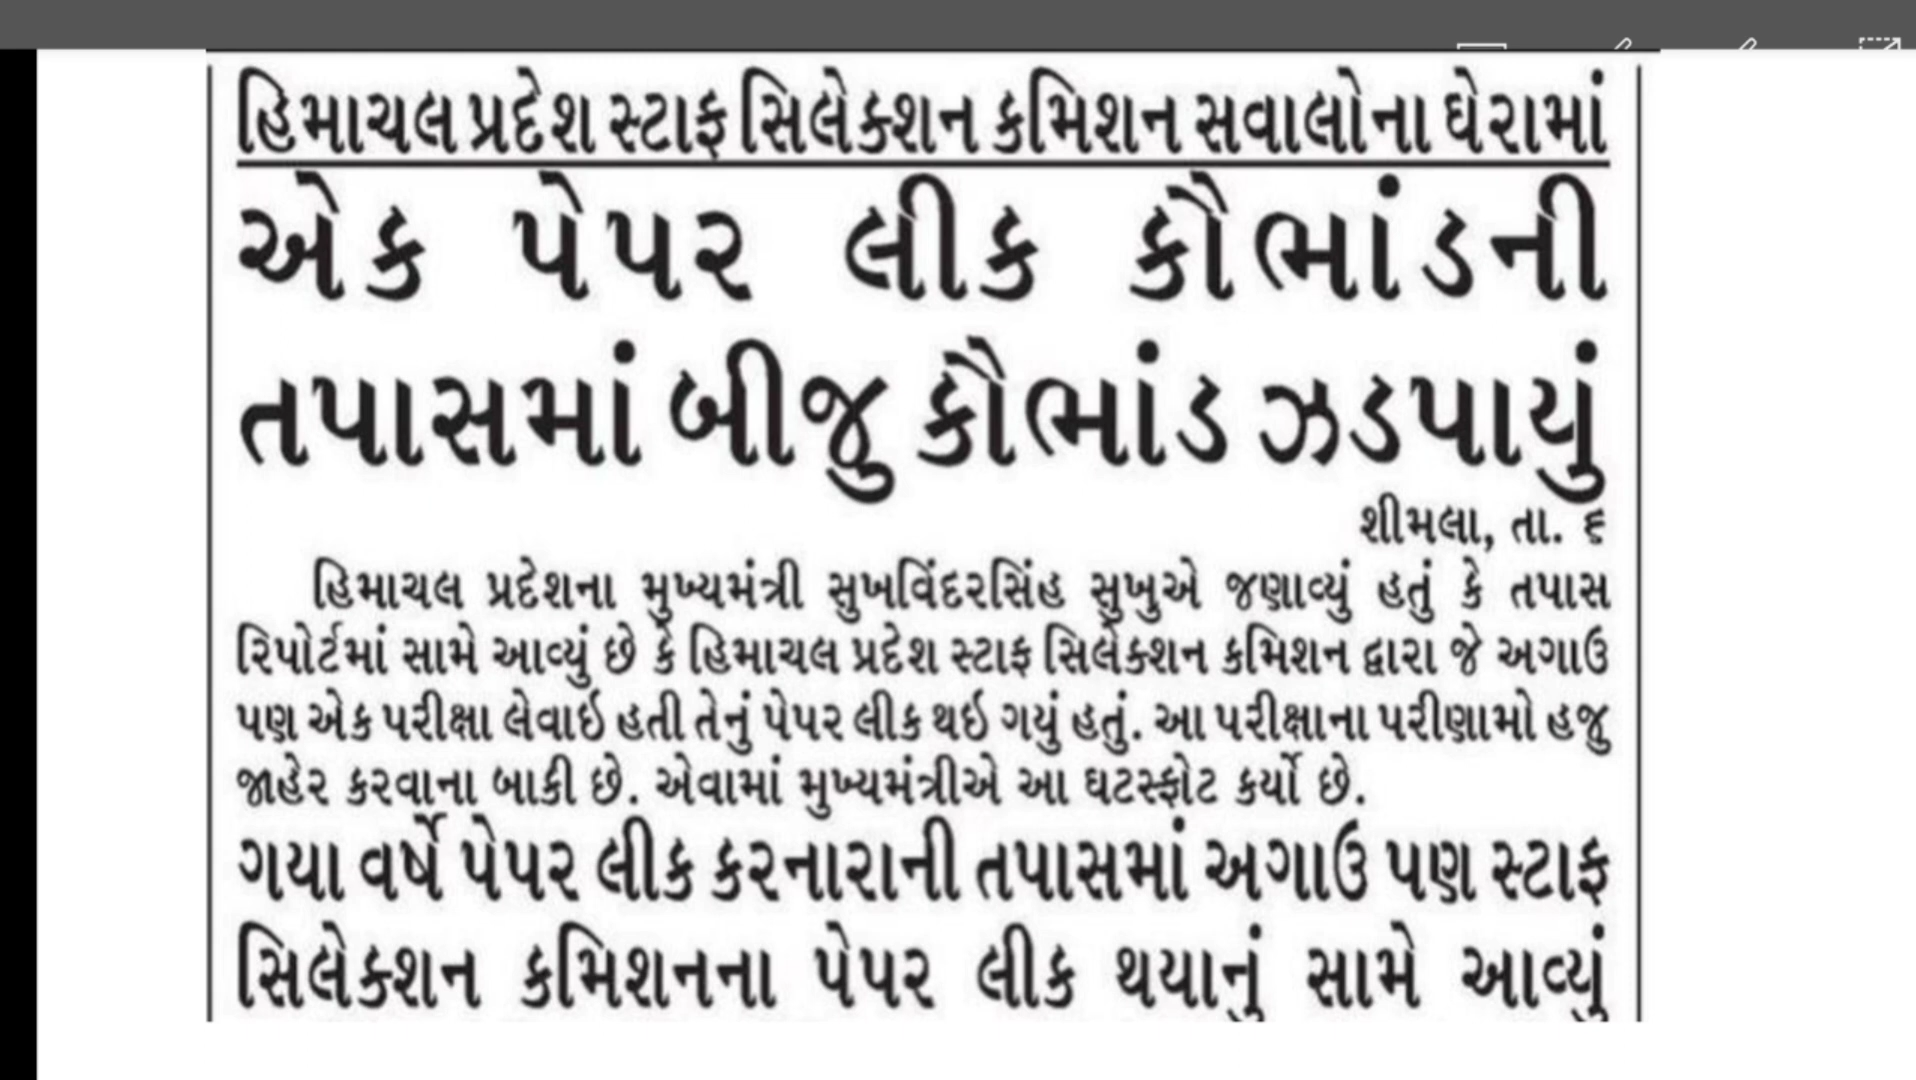 હિમાચલ પ્રદેશ સ્ટાફ સિલેક્શન કમિશન સવાલોના ઘેરામાં
એક પેપર લીક કૌભાંડની
તપાસમાં બીજુ કૌભાંડ ઝડપાયું
શીમલા, તા. ૬
હિમાચલ પ્રદેશના મુખ્યમંત્રી સુખવિંદરસિંહ સુખુએ જણાવ્યું હતું કે તપાસ
રિપોર્ટમાં સામે આવ્યું છે કે હિમાચલ પ્રદેશ સ્ટાફ સિલેક્શન કમિશન દ્વારા જે અગાઉ
પણ એક પરીક્ષા લેવાઇ હતી તેનું પેપર લીક થઇ ગયું હતું. આ પરીક્ષાના પરીણામો હજુ
જાહેર કરવાના બાકી છે. એવામાં મુખ્યમંત્રીએ આ ઘટસ્ફોટ કર્યો છે.
ગયા વર્ષે પેપર લીક કરનારાની તપાસમાં અગાઉ પણ સ્ટાફ
સિલેક્શન કમિશનના પેપર લીક થયાનું સામે આવ્યું